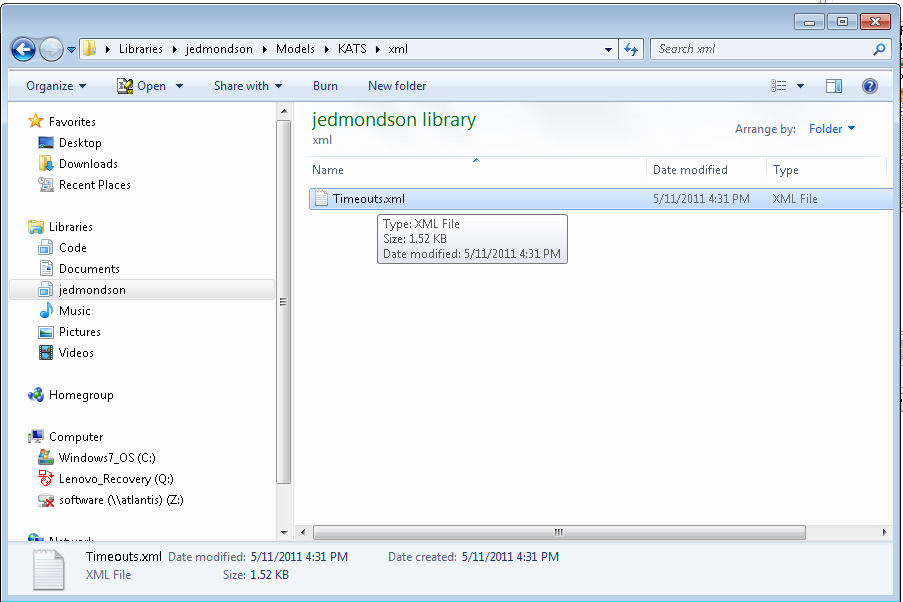 Libraries jedmondson Models KATS xml
Search xml
Organize Open Share with Burn New folder
Favorites
Desktop
Downloads
Recent Places
Libraries
Code
Documents
jedmondson
Music
Pictures
Videos
Homegroup
Computer
Windows7_OS (C:)
Lenovo_Recovery (Q:)
software (\\atlantis) (Z:)
Network
jedmondson library
xml
Arrange by: Folder
Name Date modified Type
Timeouts.xml 5/11/2011 4:31 PM XML File
Type: XML File
Size: 1.52 KB
Date modified: 5/11/2011 4:31 PM
Timeouts.xml Date modified: 5/11/2011 4:31 PM Date created: 5/11/2011 4:31 PM
XML File Size: 1.52 KB